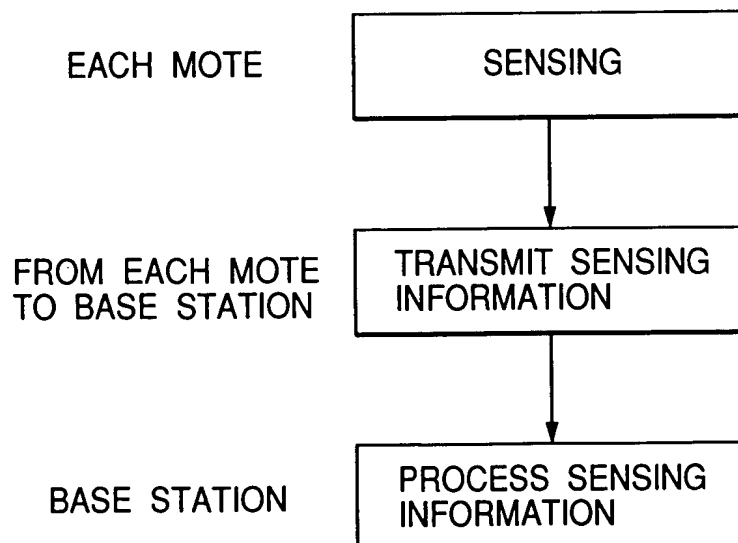 EACH MOTE
SENSING
FROM EACH MOTE
TO BASE STATION
TRANSMIT SENSING
INFORMATION
BASE STATION
PROCESS SENSING
INFORMATION